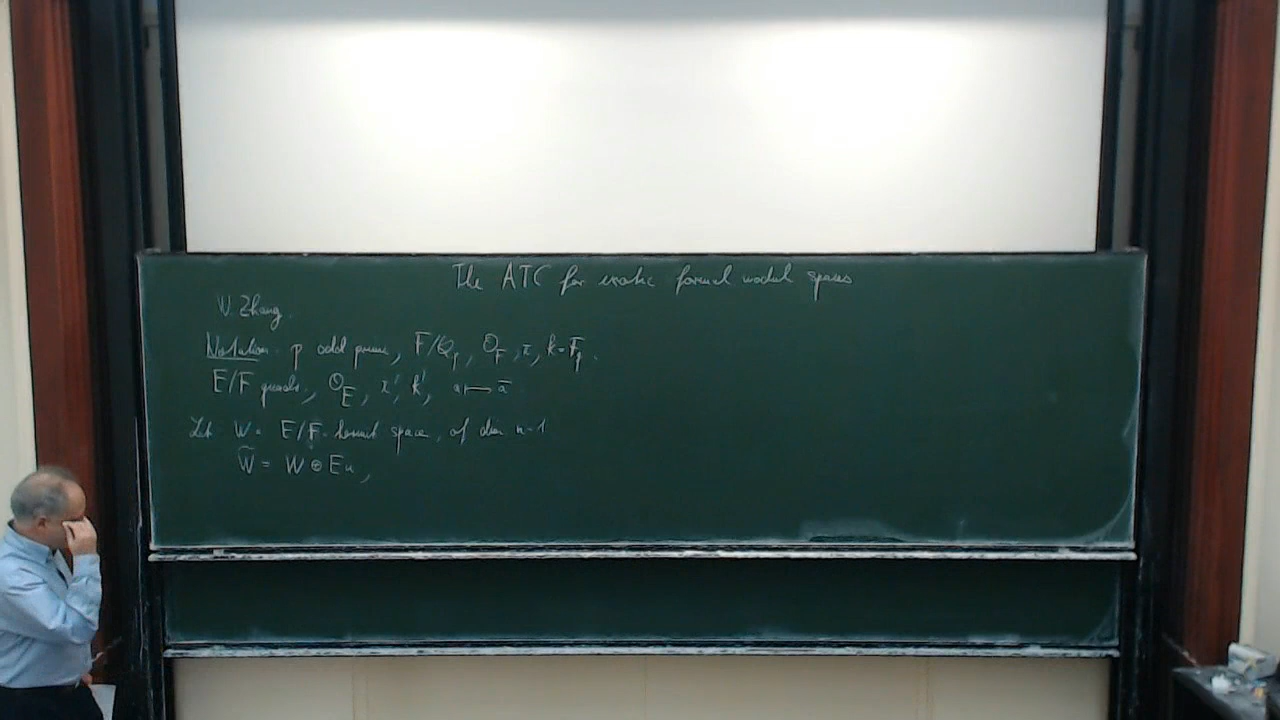 The ATC for exotic formal moduli spaces
W. Zhang.
Notation: p odd prime, F/ℚ_p, O_F, π, k = F̄_p.
E/F quadr., O_E, π', k', a ⟼ ā
Let W = E/F-hermit space, of dim n-1
W̃ = W ⊕ Eu,